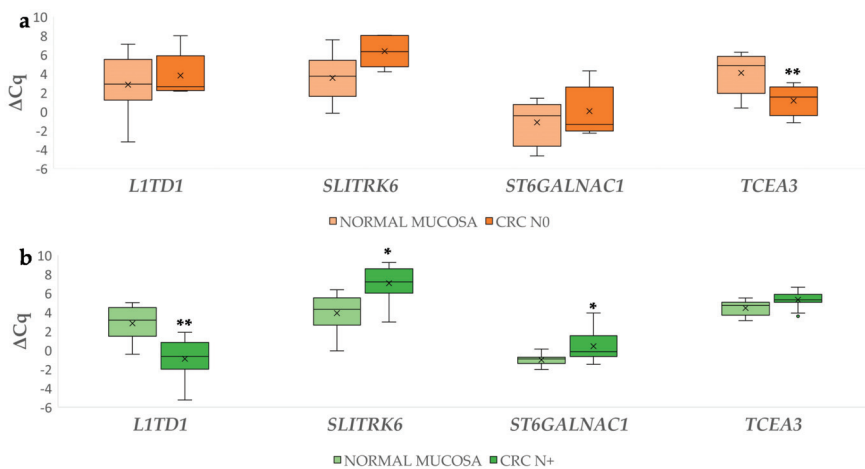 a
10
8
6
4
2
0
-2
-4
-6
ΔCq
**
L1TD1 SLITRK6 ST6GALNAC1 TCEA3
NORMAL MUCOSA CRC N0
b
10
8
6
4
2
0
-2
-4
-6
ΔCq
** * *
L1TD1 SLITRK6 ST6GALNAC1 TCEA3
NORMAL MUCOSA CRC N+